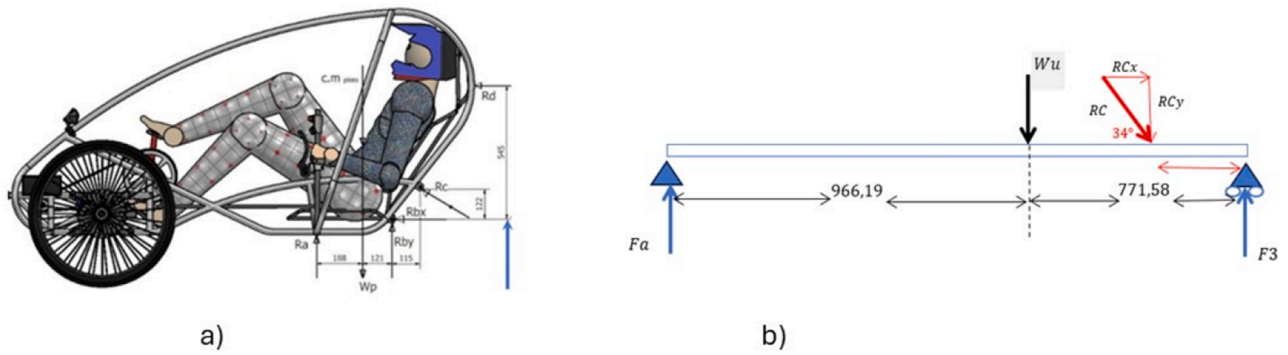 c.m piloto
Rd
545
Rc
122
Rbx
Ra
Rby
188
121
115
Wp
a)
Wu
RCx
RC
RCy
34°
966,19
771,58
Fa
F3
b)